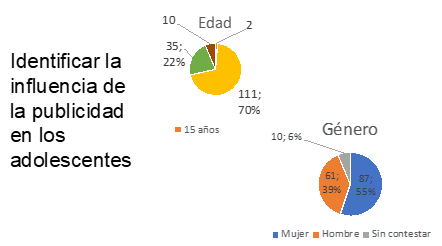 Identificar la
influencia de
la publicidad
en los
adolescentes
Edad
10
2
35;
22%
111;
70%
15 años
Género
10; 6%
61;
39%
87;
55%
Mujer Hombre Sin contestar